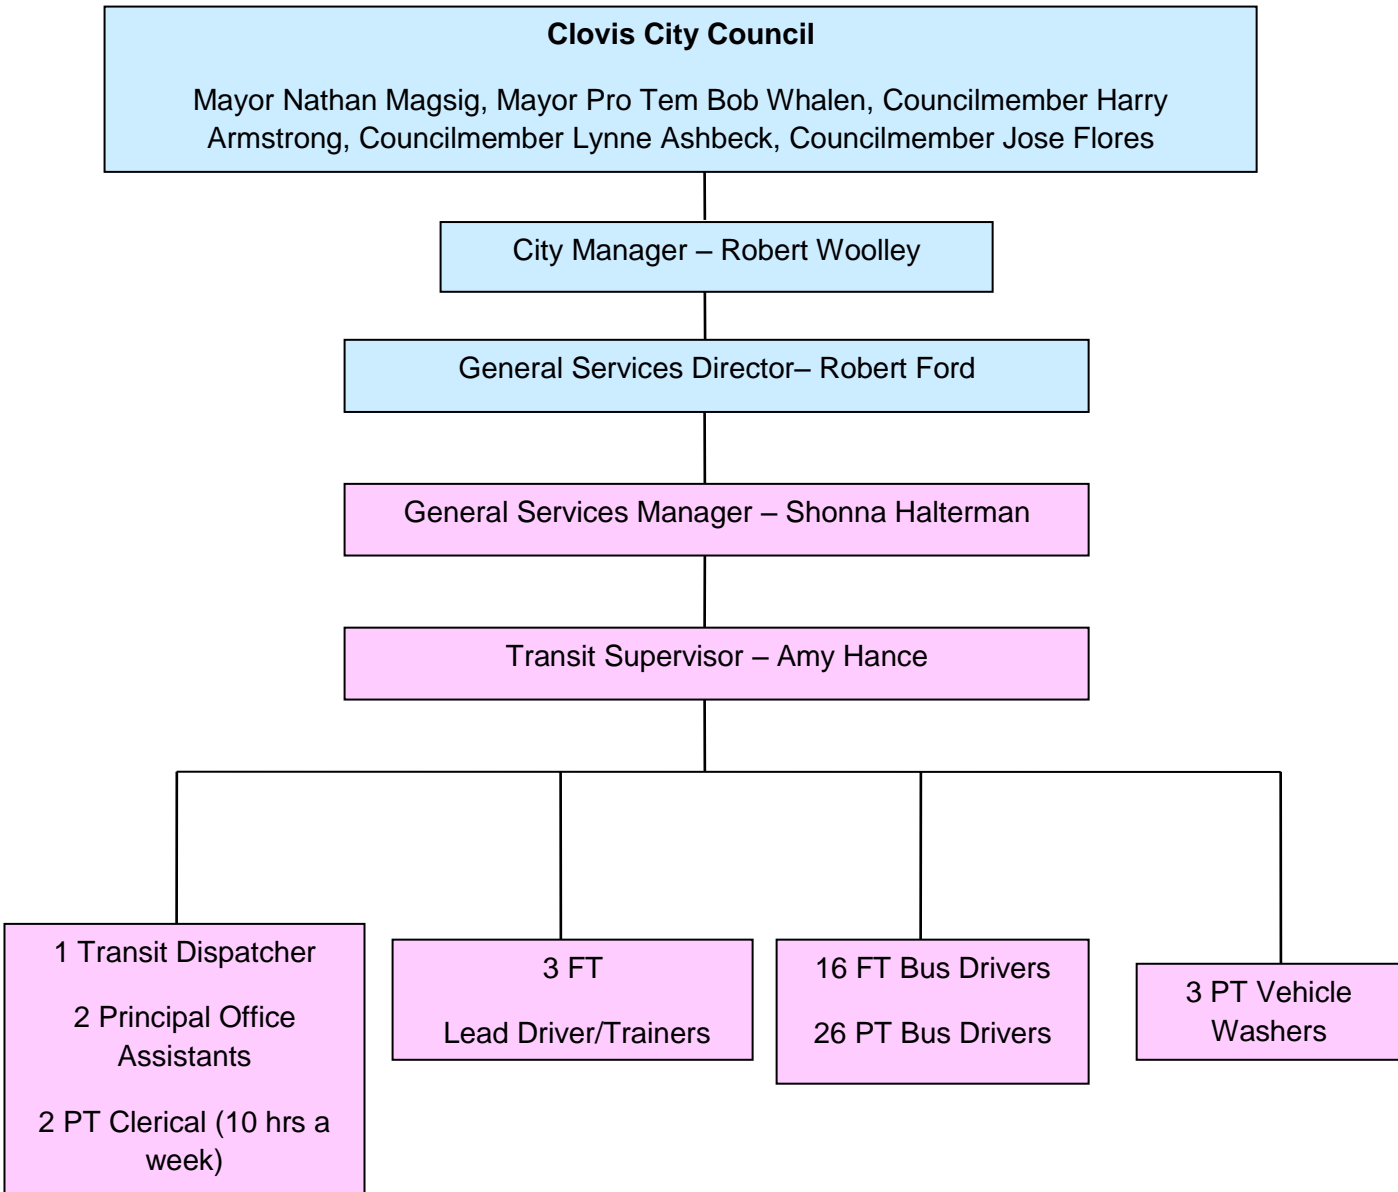 Clovis City Council
Mayor Nathan Magsig, Mayor Pro Tem Bob Whalen, Councilmember Harry
Armstrong, Councilmember Lynne Ashbeck, Councilmember Jose Flores
City Manager – Robert Woolley
General Services Director– Robert Ford
General Services Manager – Shonna Halterman
Transit Supervisor – Amy Hance
1 Transit Dispatcher
2 Principal Office
Assistants
2 PT Clerical (10 hrs a
week)
3 FT
Lead Driver/Trainers
16 FT Bus Drivers
26 PT Bus Drivers
3 PT Vehicle
Washers